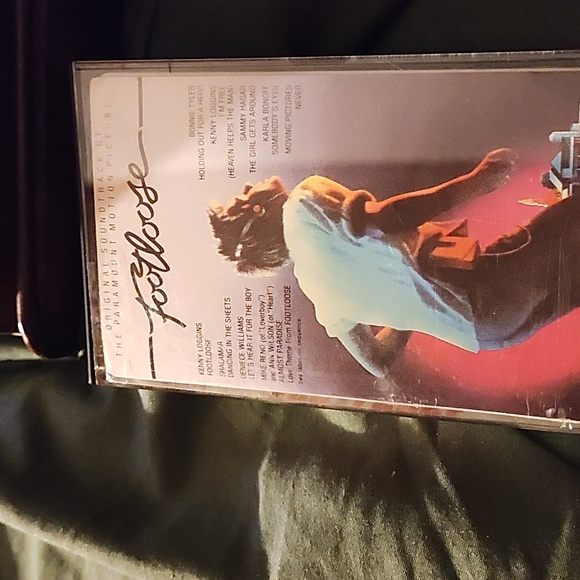 ORIGINAL SOUNDTRACK OF
THE PARAMOUNT MOTION PICTURE
footloose
KENNY LOGGINS
FOOTLOOSE
SHALAMAR
DANCING IN THE SHEETS
DENIECE WILLIAMS
LET'S HEAR IT FOR THE BOY
MIKE RENO (of "Loverboy")
and ANN WILSON (of "Heart")
ALMOST PARADISE
Love Theme From FOOTLOOSE
BONNIE TYLER
HOLDING OUT FOR A HERO
KENNY LOGGINS
I'M FREE
(HEAVEN HELPS THE MAN)
SAMMY HAGAR
THE GIRL GETS AROUND
KARLA BONOFF
SOMEBODY'S EYES
MOVING PICTURES
NEVER